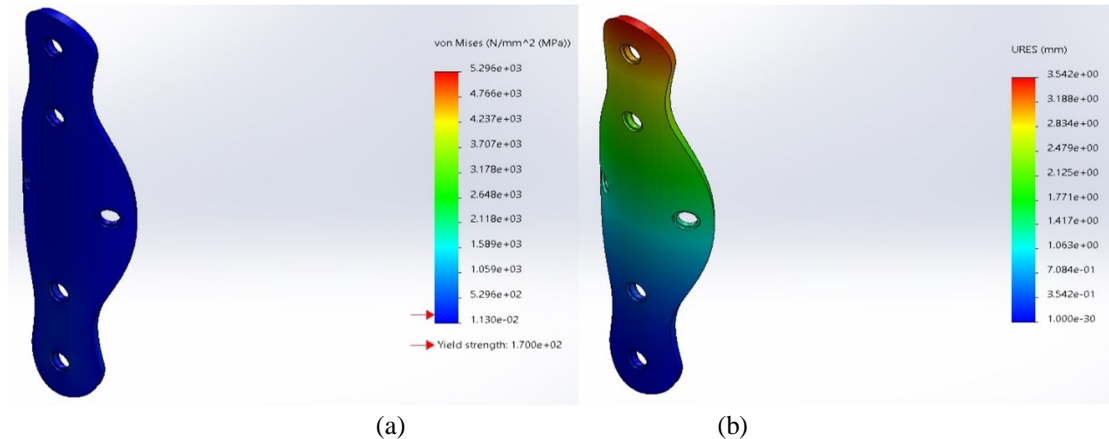 von Mises (N/mm^2 (MPa))
5.296e+03
4.766e+03
4.237e+03
3.707e+03
3.178e+03
2.648e+03
2.118e+03
1.589e+03
1.059e+03
5.296e+02
1.130e-02
Yield strength: 1.700e+02
URES (mm)
3.542e+00
3.188e+00
2.834e+00
2.479e+00
2.125e+00
1.771e+00
1.417e+00
1.063e+00
7.084e-01
3.542e-01
1.000e-30
(a)
(b)